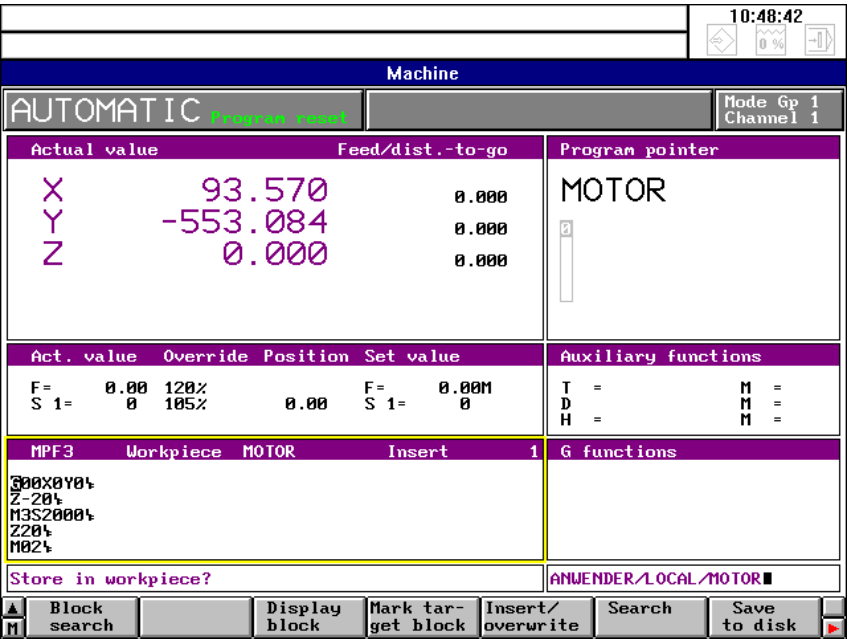 10:48:42
0 %
Machine
AUTOMATIC Program reset
Mode Gp 1
Channel 1
Actual value Feed/dist.-to-go
X 93.570 0.000
Y -553.084 0.000
Z 0.000 0.000
Program pointer
MOTOR
0
Act. value Override Position Set value
F= 0.00 120% F= 0.00M
S 1= 0 105% 0.00 S 1= 0
Auxiliary functions
T = M =
D M =
H = M =
MPF3 Workpiece MOTOR Insert 1
G00X0Y0␊
Z-20␊
M3S2000␊
Z20␊
M02␊
G functions
Store in workpiece?
ANWENDER/LOCAL/MOTOR
M
Block
search
Display
block
Mark tar-
get block
Insert/
overwrite
Search
Save
to disk